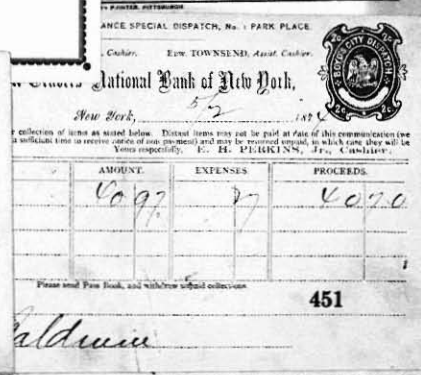 PRINTER, PITTSBURGH
ANCE SPECIAL DISPATCH, No. 1 PARK PLACE.
Cashier. EDW. TOWNSEND, Assist. Cashier.
BOYD'S CITY DISPATCH
2c. 2c.
National Bank of New York,
New York, 1874
r collection of items as stated below. Distant items may not be paid at date of this communication (we
sufficient time to receive notice of non payment) and may be returned unpaid, in which case they will be
Yours respectfully, E. H. PERKINS, Jr., Cashier.
AMOUNT. EXPENSES. PROCEEDS.
40 97 27 40 70
Please send Pass Book, and withdraw unpaid collections.
451
aldwin